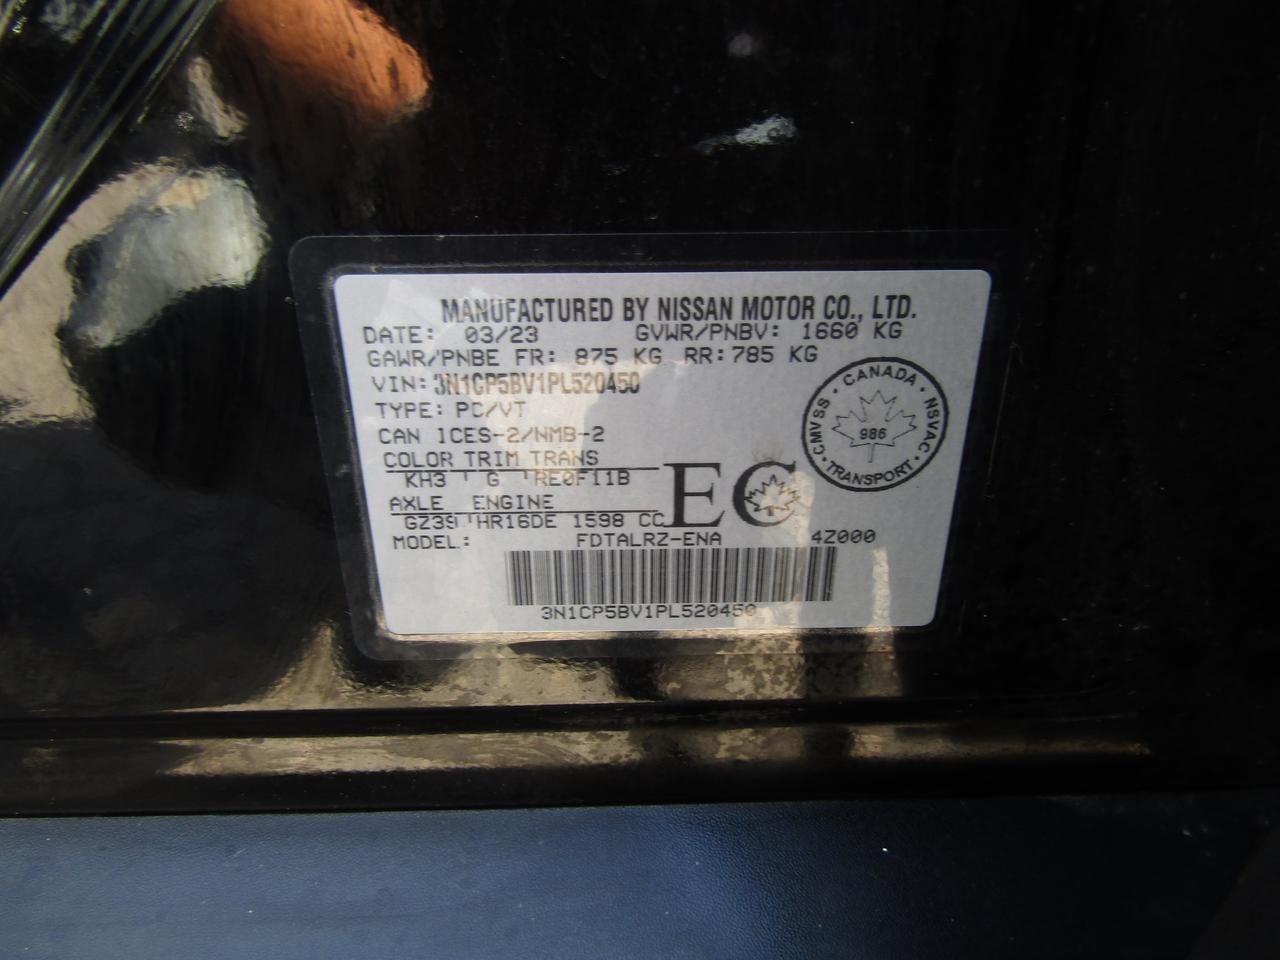 MANUFACTURED BY NISSAN MOTOR CO., LTD.
DATE: 03/23 GVWR/PNBV: 1660 KG
GAWR/PNBE FR: 875 KG RR: 785 KG
VIN: 3N1CP5BV1PL520450
TYPE: PC/VT
CAN ICES-2/NMB-2
COLOR TRIM TRANS
KH3 G RE0F11B
AXLE ENGINE
GZ39 HR16DE 1598 CC
EC
MODEL: FDTALRZ-ENA 4Z000
3N1CP5BV1PL520450
· CANADA ·
CMVSS · NSVAC
986
· TRANSPORT ·